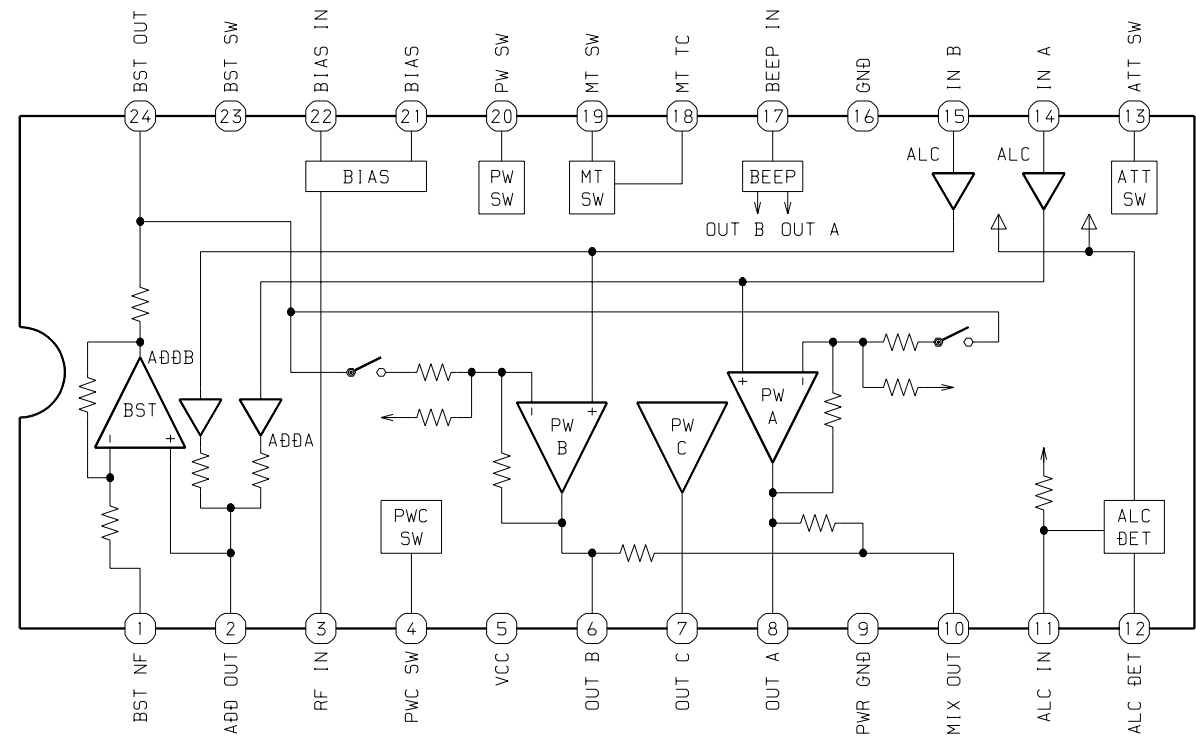 BST OUT
BST SW
BIAS IN
BIAS
PW SW
MT SW
MT TC
BEEP IN
GND
IN B
IN A
ATT SW
24
23
22
21
20
19
18
17
16
15
14
13
BIAS
PW
SW
MT
SW
BEEP
ALC
ALC
ATT
SW
OUT B
OUT A
ADDB
BST
- +
ADDA
- +
PW
B
PW
C
+ -
PW
A
PWC
SW
ALC
DET
1
2
3
4
5
6
7
8
9
10
11
12
BST NF
ADD OUT
RF IN
PWC SW
VCC
OUT B
OUT C
OUT A
PWR GND
MIX OUT
ALC IN
ALC DET